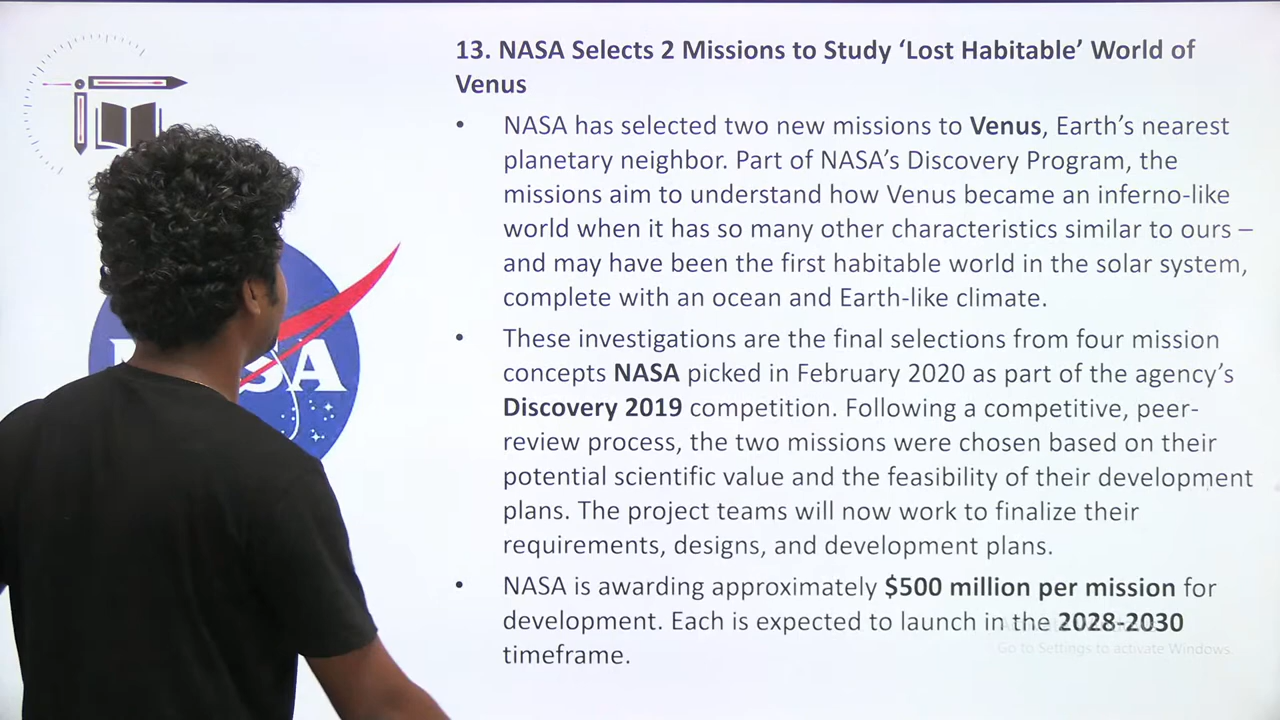 13. NASA Selects 2 Missions to Study ‘Lost Habitable’ World of
Venus
• NASA has selected two new missions to Venus, Earth’s nearest
planetary neighbor. Part of NASA’s Discovery Program, the
missions aim to understand how Venus became an inferno-like
world when it has so many other characteristics similar to ours –
and may have been the first habitable world in the solar system,
complete with an ocean and Earth-like climate.
• These investigations are the final selections from four mission
concepts NASA picked in February 2020 as part of the agency’s
Discovery 2019 competition. Following a competitive, peer-
review process, the two missions were chosen based on their
potential scientific value and the feasibility of their development
plans. The project teams will now work to finalize their
requirements, designs, and development plans.
• NASA is awarding approximately $500 million per mission for
development. Each is expected to launch in the 2028-2030
timeframe.
Go to Settings to activate Windows.